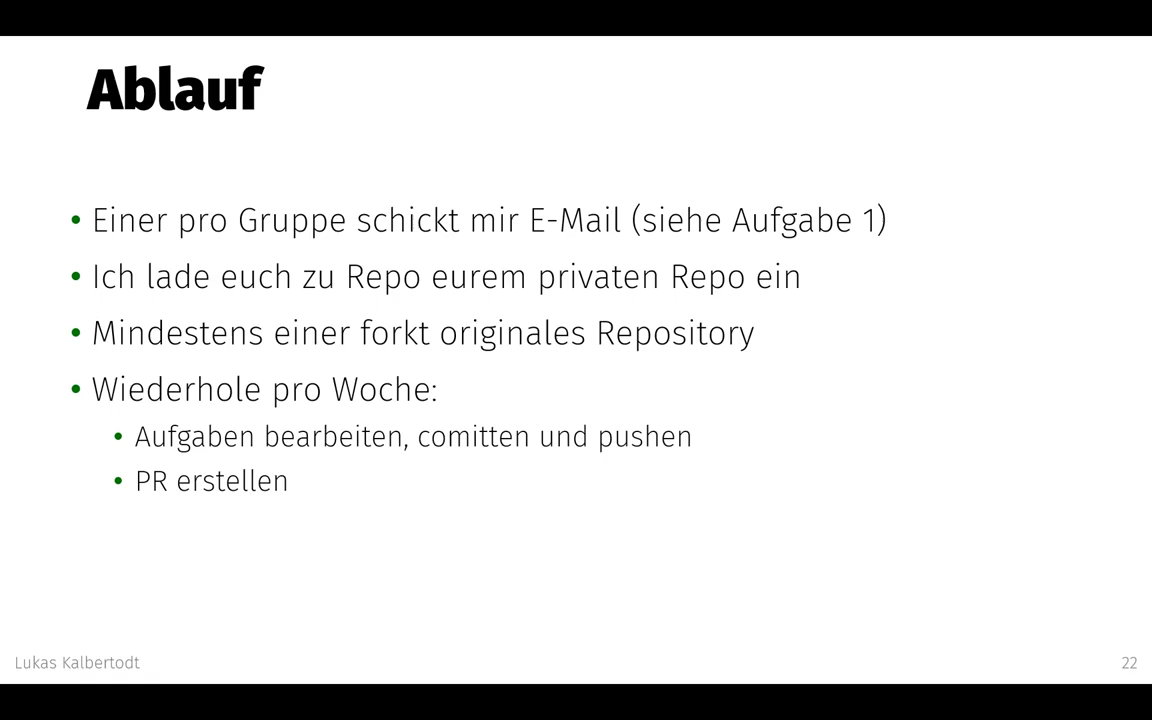 Ablauf
• Einer pro Gruppe schickt mir E-Mail (siehe Aufgabe 1)
• Ich lade euch zu Repo eurem privaten Repo ein
• Mindestens einer forkt originales Repository
• Wiederhole pro Woche:
• Aufgaben bearbeiten, comitten und pushen
• PR erstellen
Lukas Kalbertodt
22